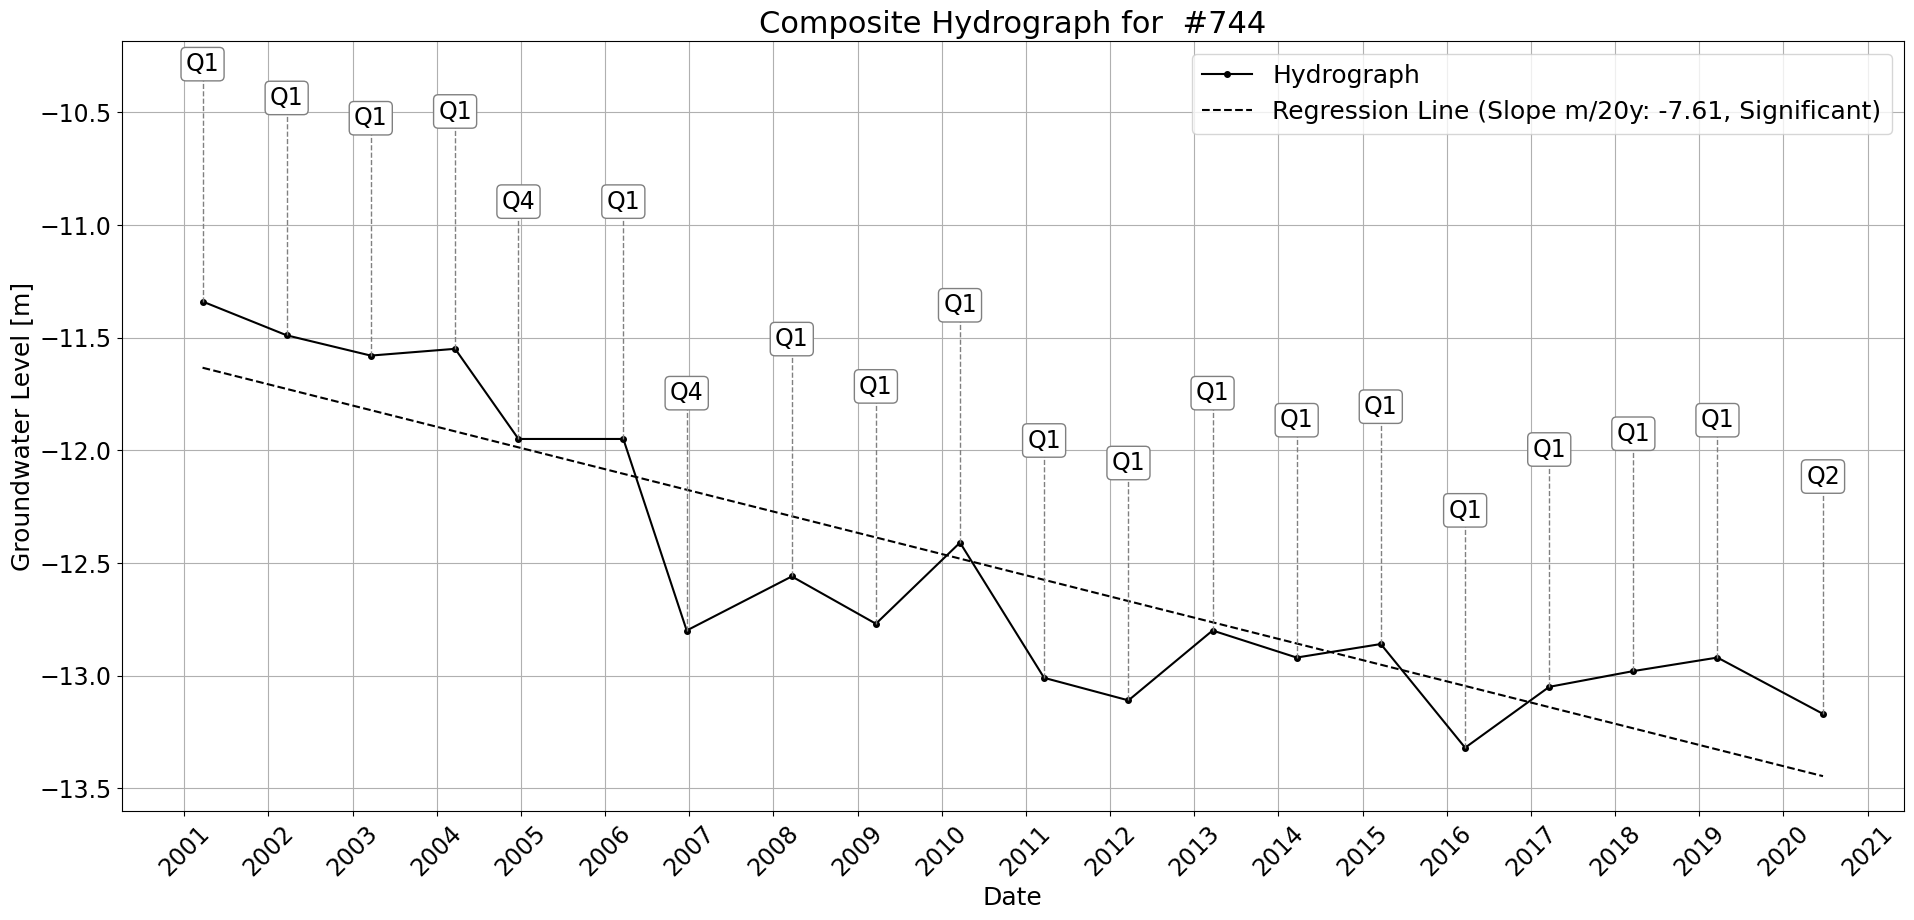 Composite Hydrograph for  #744
Hydrograph
Regression Line (Slope m/20y: -7.61, Significant)
Q1
Q1
Q1
Q1
Q4
Q1
Q4
Q1
Q1
Q1
Q1
Q1
Q1
Q1
Q1
Q1
Q1
Q1
Q1
Q2
Groundwater Level [m]
−10.5
−11.0
−11.5
−12.0
−12.5
−13.0
−13.5
2001
2002
2003
2004
2005
2006
2007
2008
2009
2010
2011
2012
2013
2014
2015
2016
2017
2018
2019
2020
2021
Date